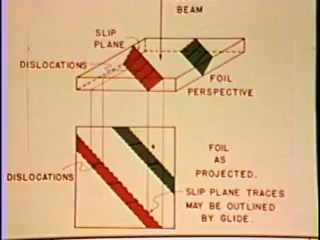 BEAM
SLIP
PLANE
DISLOCATIONS
FOIL
PERSPECTIVE
FOIL
AS
PROJECTED.
DISLOCATIONS
SLIP PLANE TRACES
MAY BE OUTLINED
BY GLIDE.